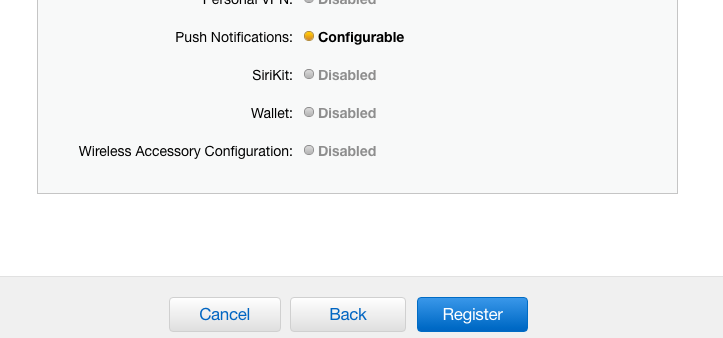 Personal VPN: Disabled
Push Notifications: Configurable
SiriKit: Disabled
Wallet: Disabled
Wireless Accessory Configuration: Disabled
Cancel Back Register